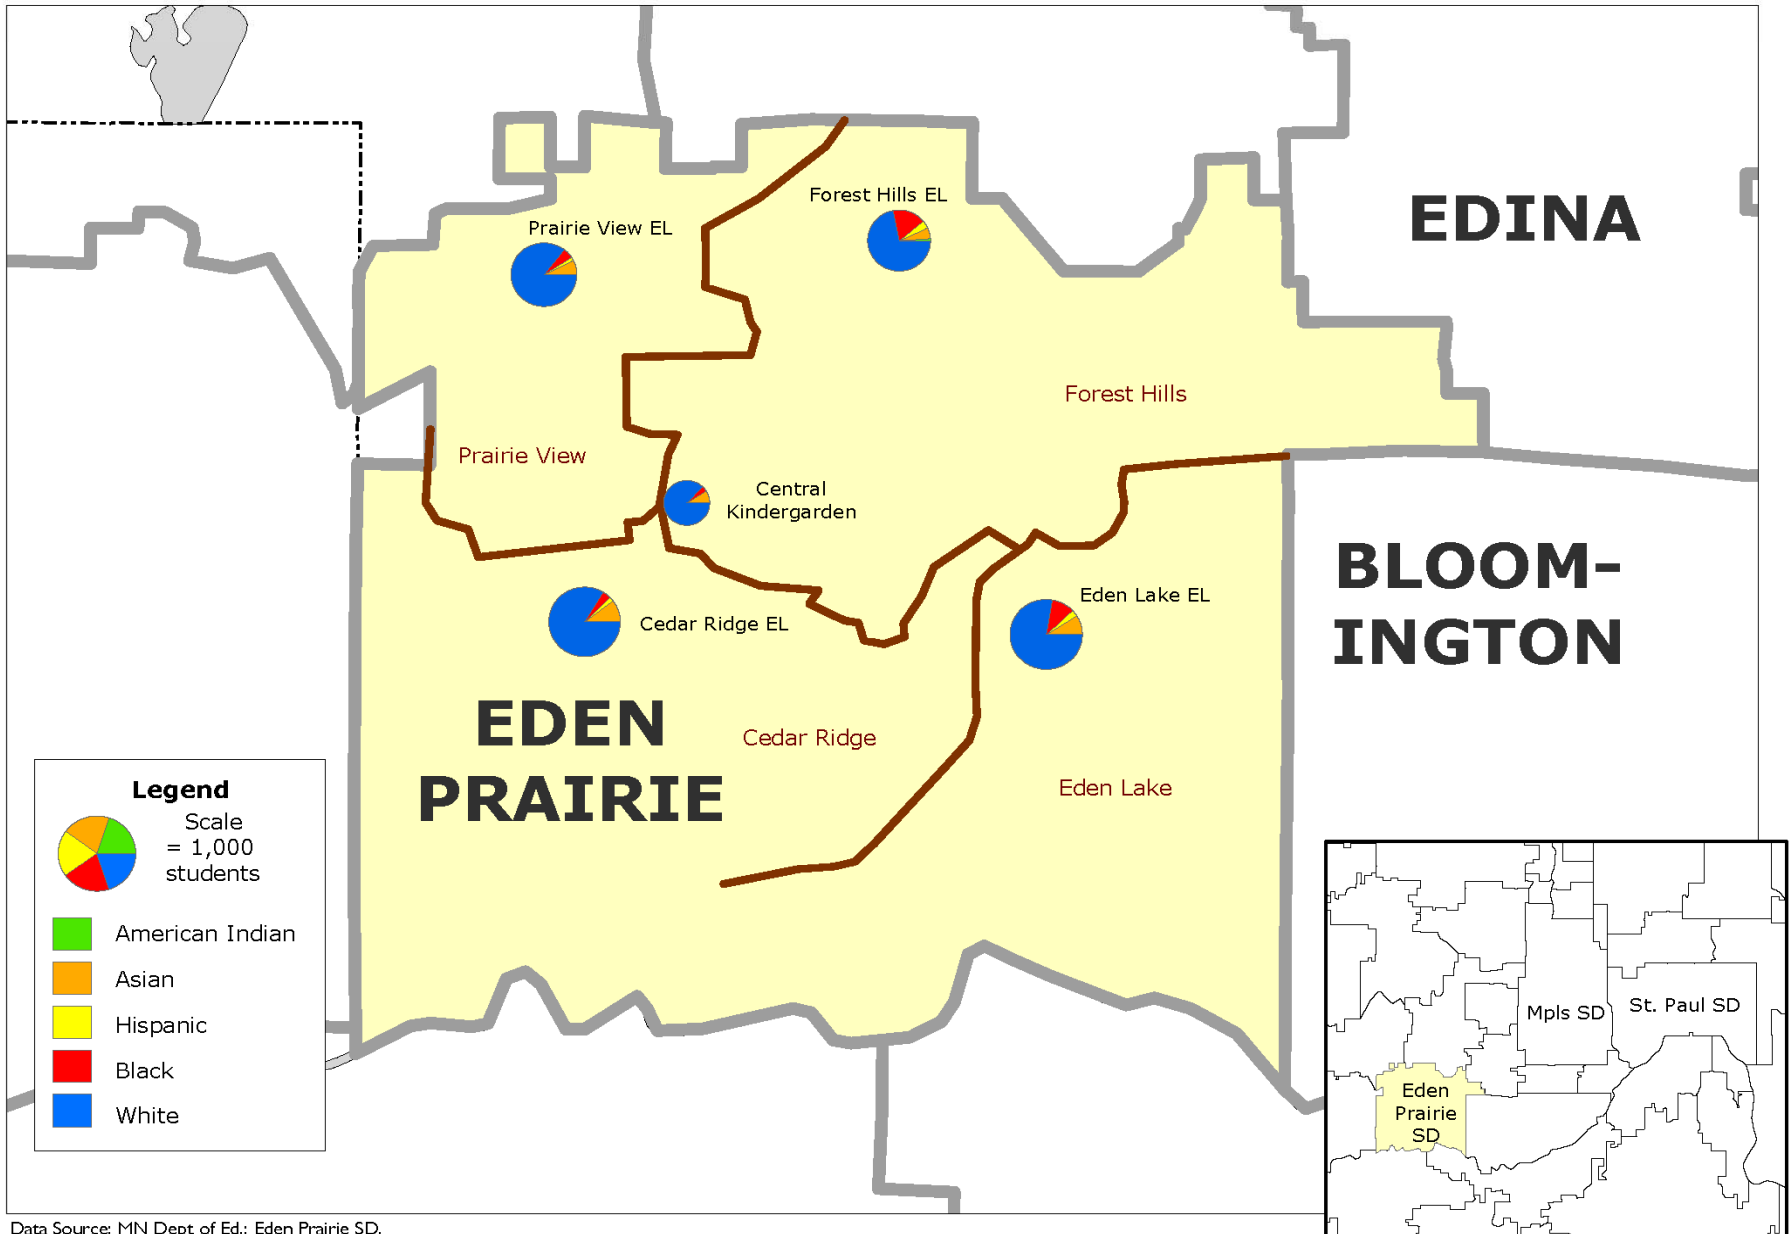 EDINA
Forest Hills EL
Prairie View EL
Forest Hills
Prairie View
Central
Kindergarden
BLOOM-
INGTON
Eden Lake EL
Cedar Ridge EL
EDEN
PRAIRIE
Cedar Ridge
Eden Lake
Legend
Scale
= 1,000
students
American Indian
Asian
Hispanic
Black
White
Mpls SD
St. Paul SD
Eden
Prairie
SD
Data Source: MN Dept of Ed.; Eden Prairie SD.